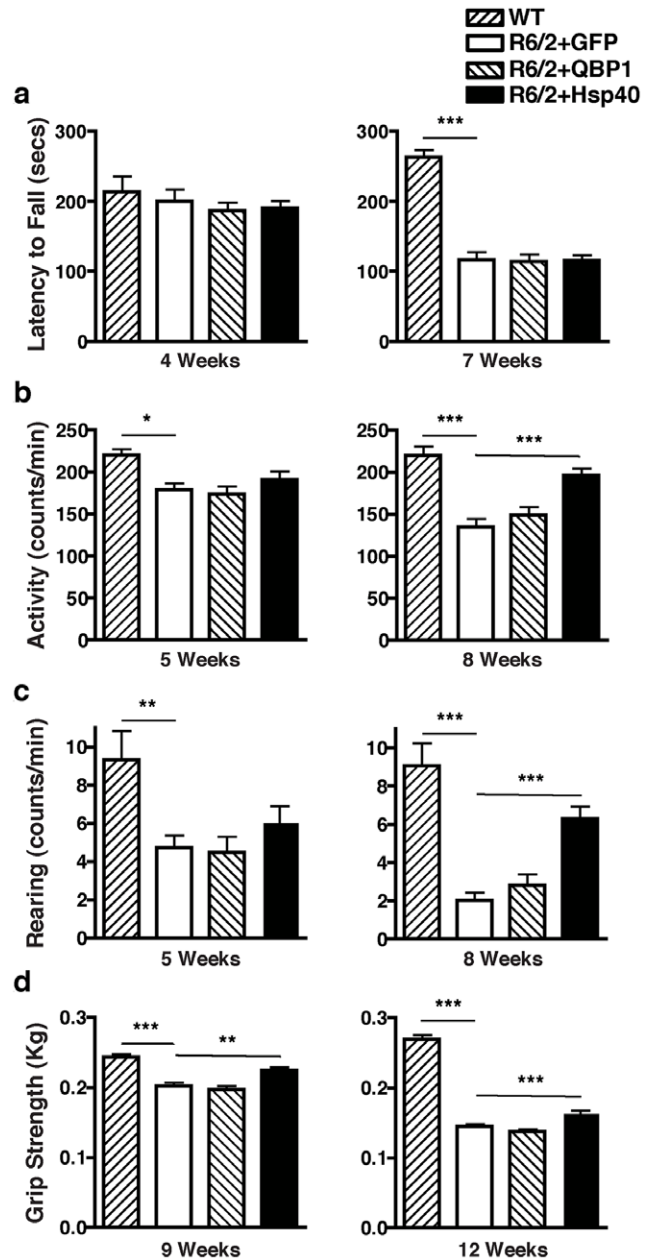 WT
R6/2+GFP
R6/2+QBP1
R6/2+Hsp40
a
Latency to Fall (secs)
300
200
100
0
4 Weeks
***
300
200
100
0
7 Weeks
b
Activity (counts/min)
*
250
200
150
100
50
0
5 Weeks
***
***
250
200
150
100
50
0
8 Weeks
c
Rearing (counts/min)
**
10
8
6
4
2
0
5 Weeks
***
***
10
8
6
4
2
0
8 Weeks
d
Grip Strength (Kg)
***
**
0.3
0.2
0.1
0.0
9 Weeks
***
***
0.3
0.2
0.1
0.0
12 Weeks